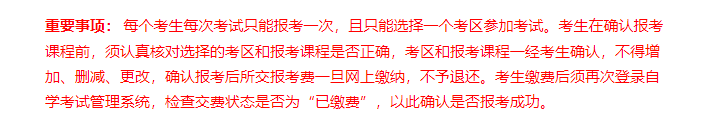 重要事项： 每个考生每次考试只能报考一次，且只能选择一个考区参加考试。考生在确认报考
课程前，须认真核对选择的考区和报考课程是否正确，考区和报考课程一经考生确认，不得增
加、删减、更改，确认报考后所交报考费一旦网上缴纳，不予退还。考生缴费后须再次登录自
学考试管理系统，检查交费状态是否为“已缴费”，以此确认是否报考成功。